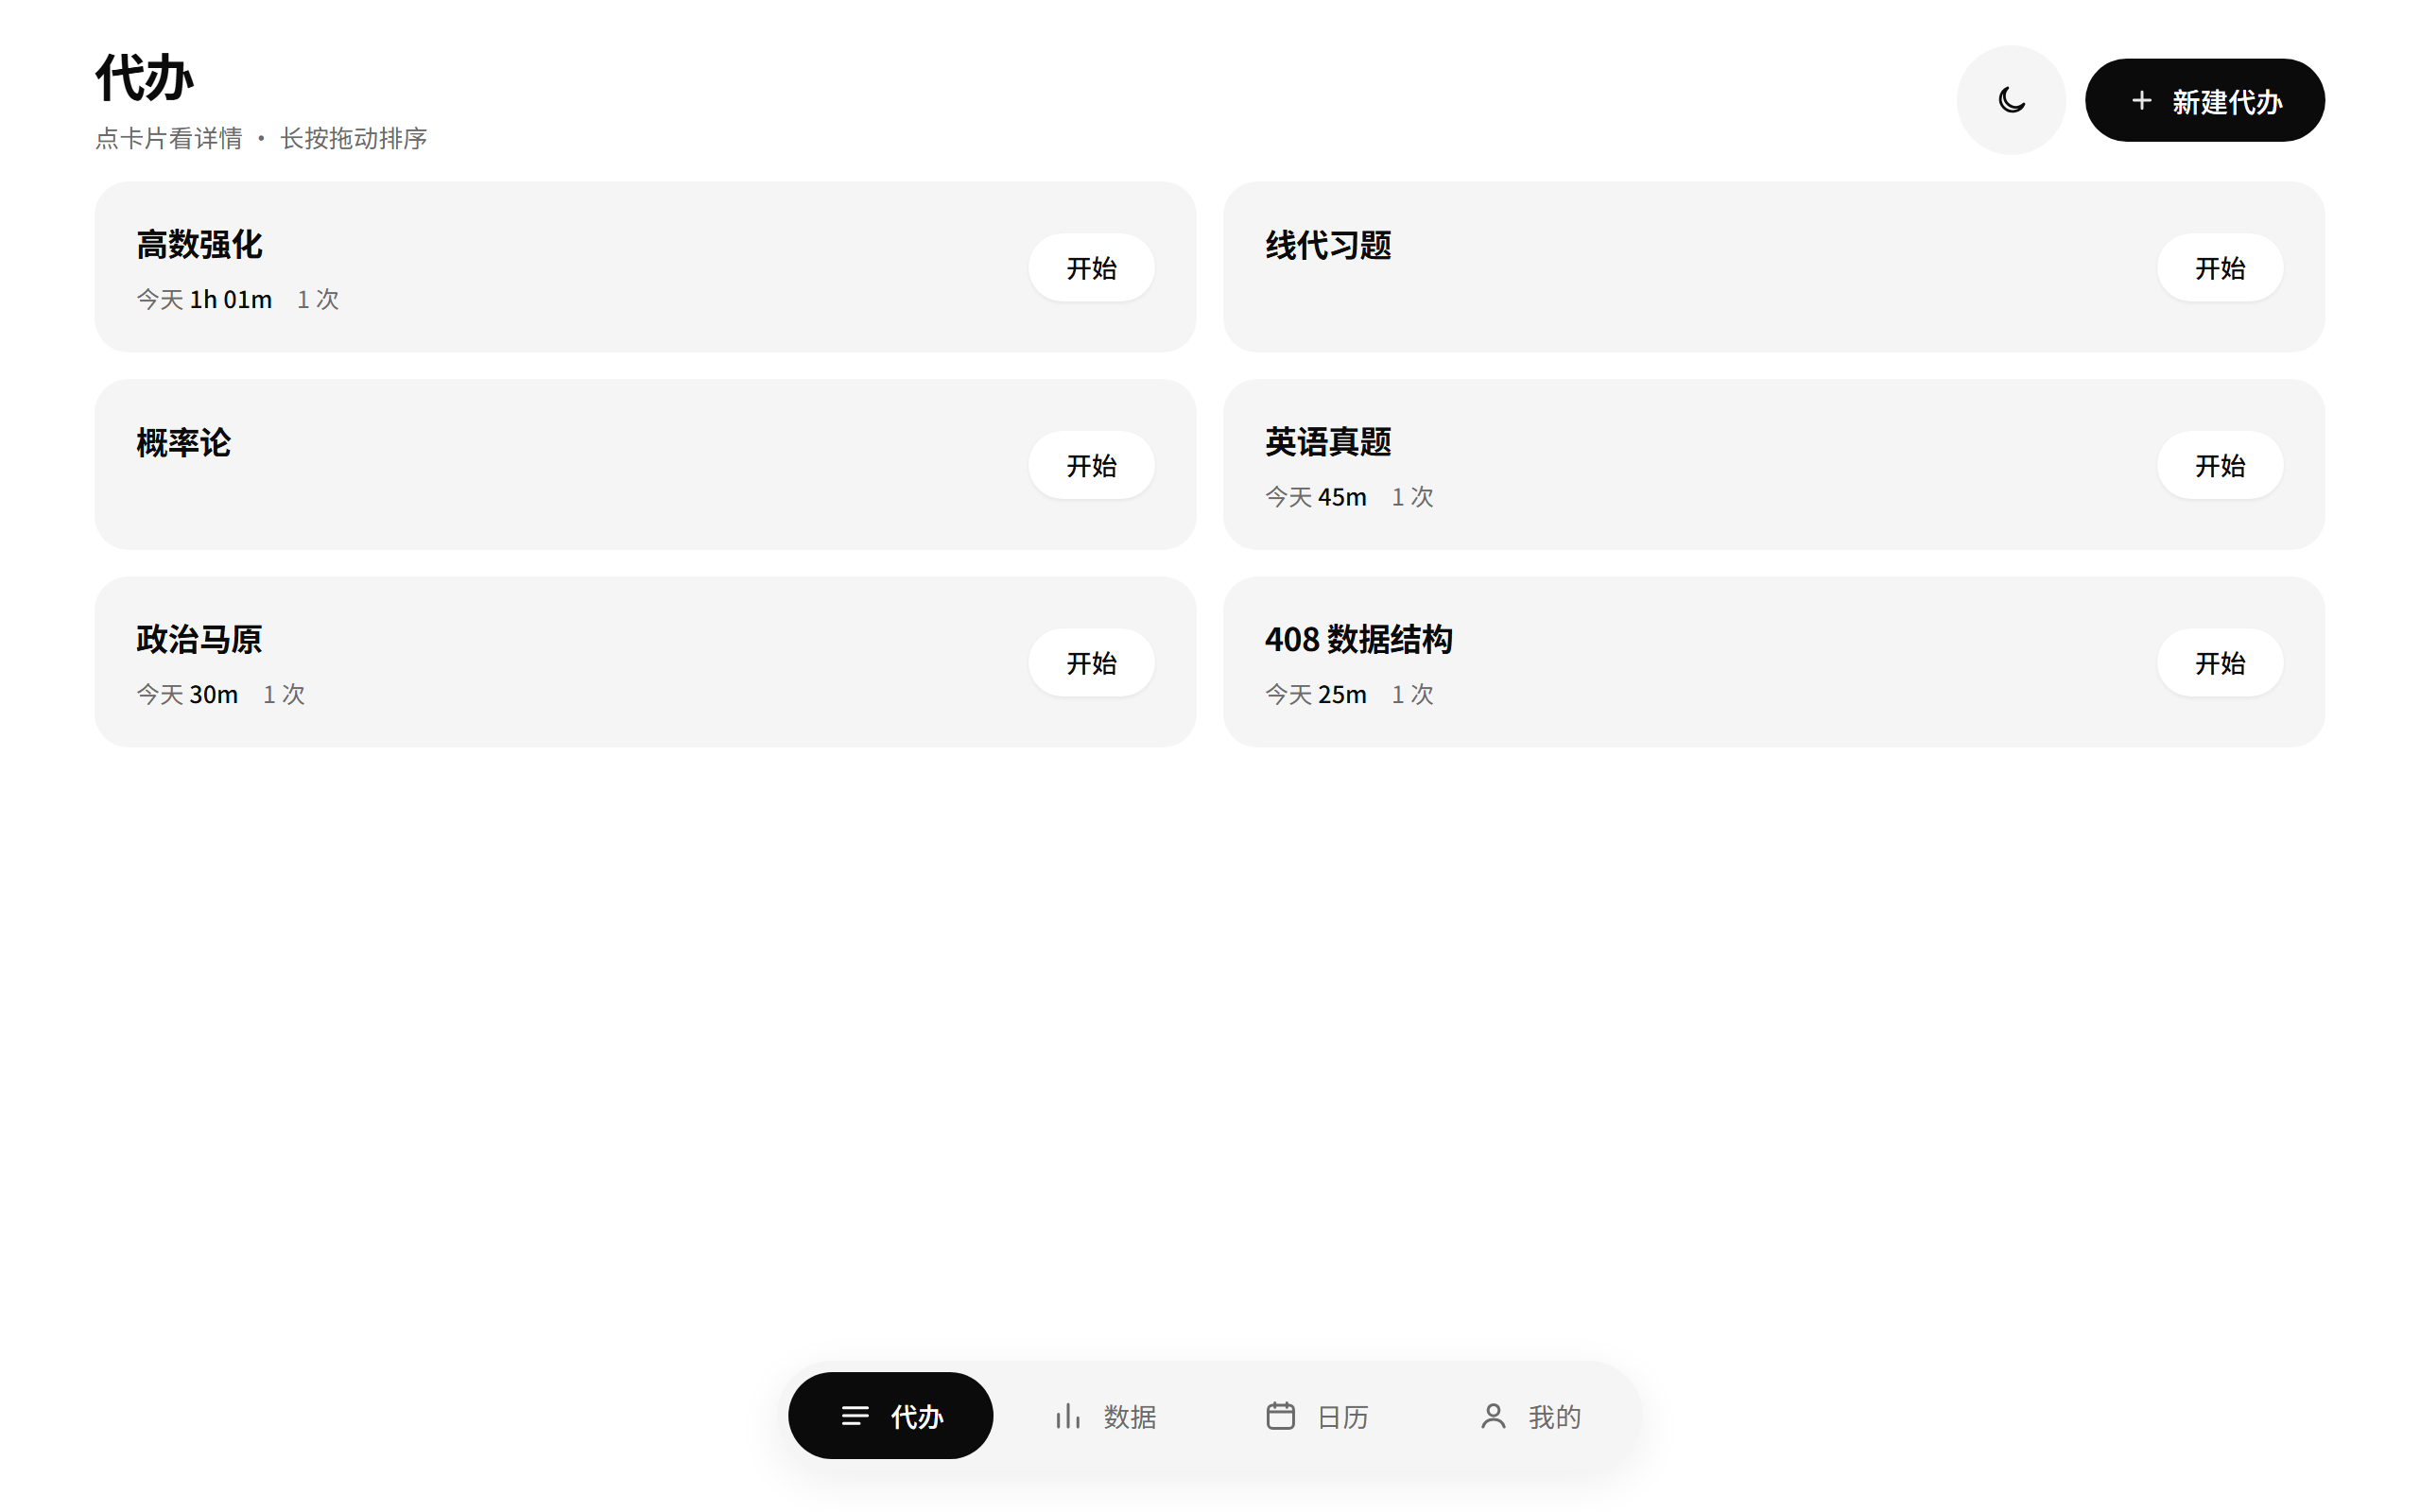 代办
点卡片看详情 · 长按拖动排序
新建代办
高数强化
今天 1h 01m 1 次
开始
线代习题
开始
概率论
开始
英语真题
今天 45m 1 次
开始
政治马原
今天 30m 1 次
开始
408 数据结构
今天 25m 1 次
开始
代办 数据 日历 我的